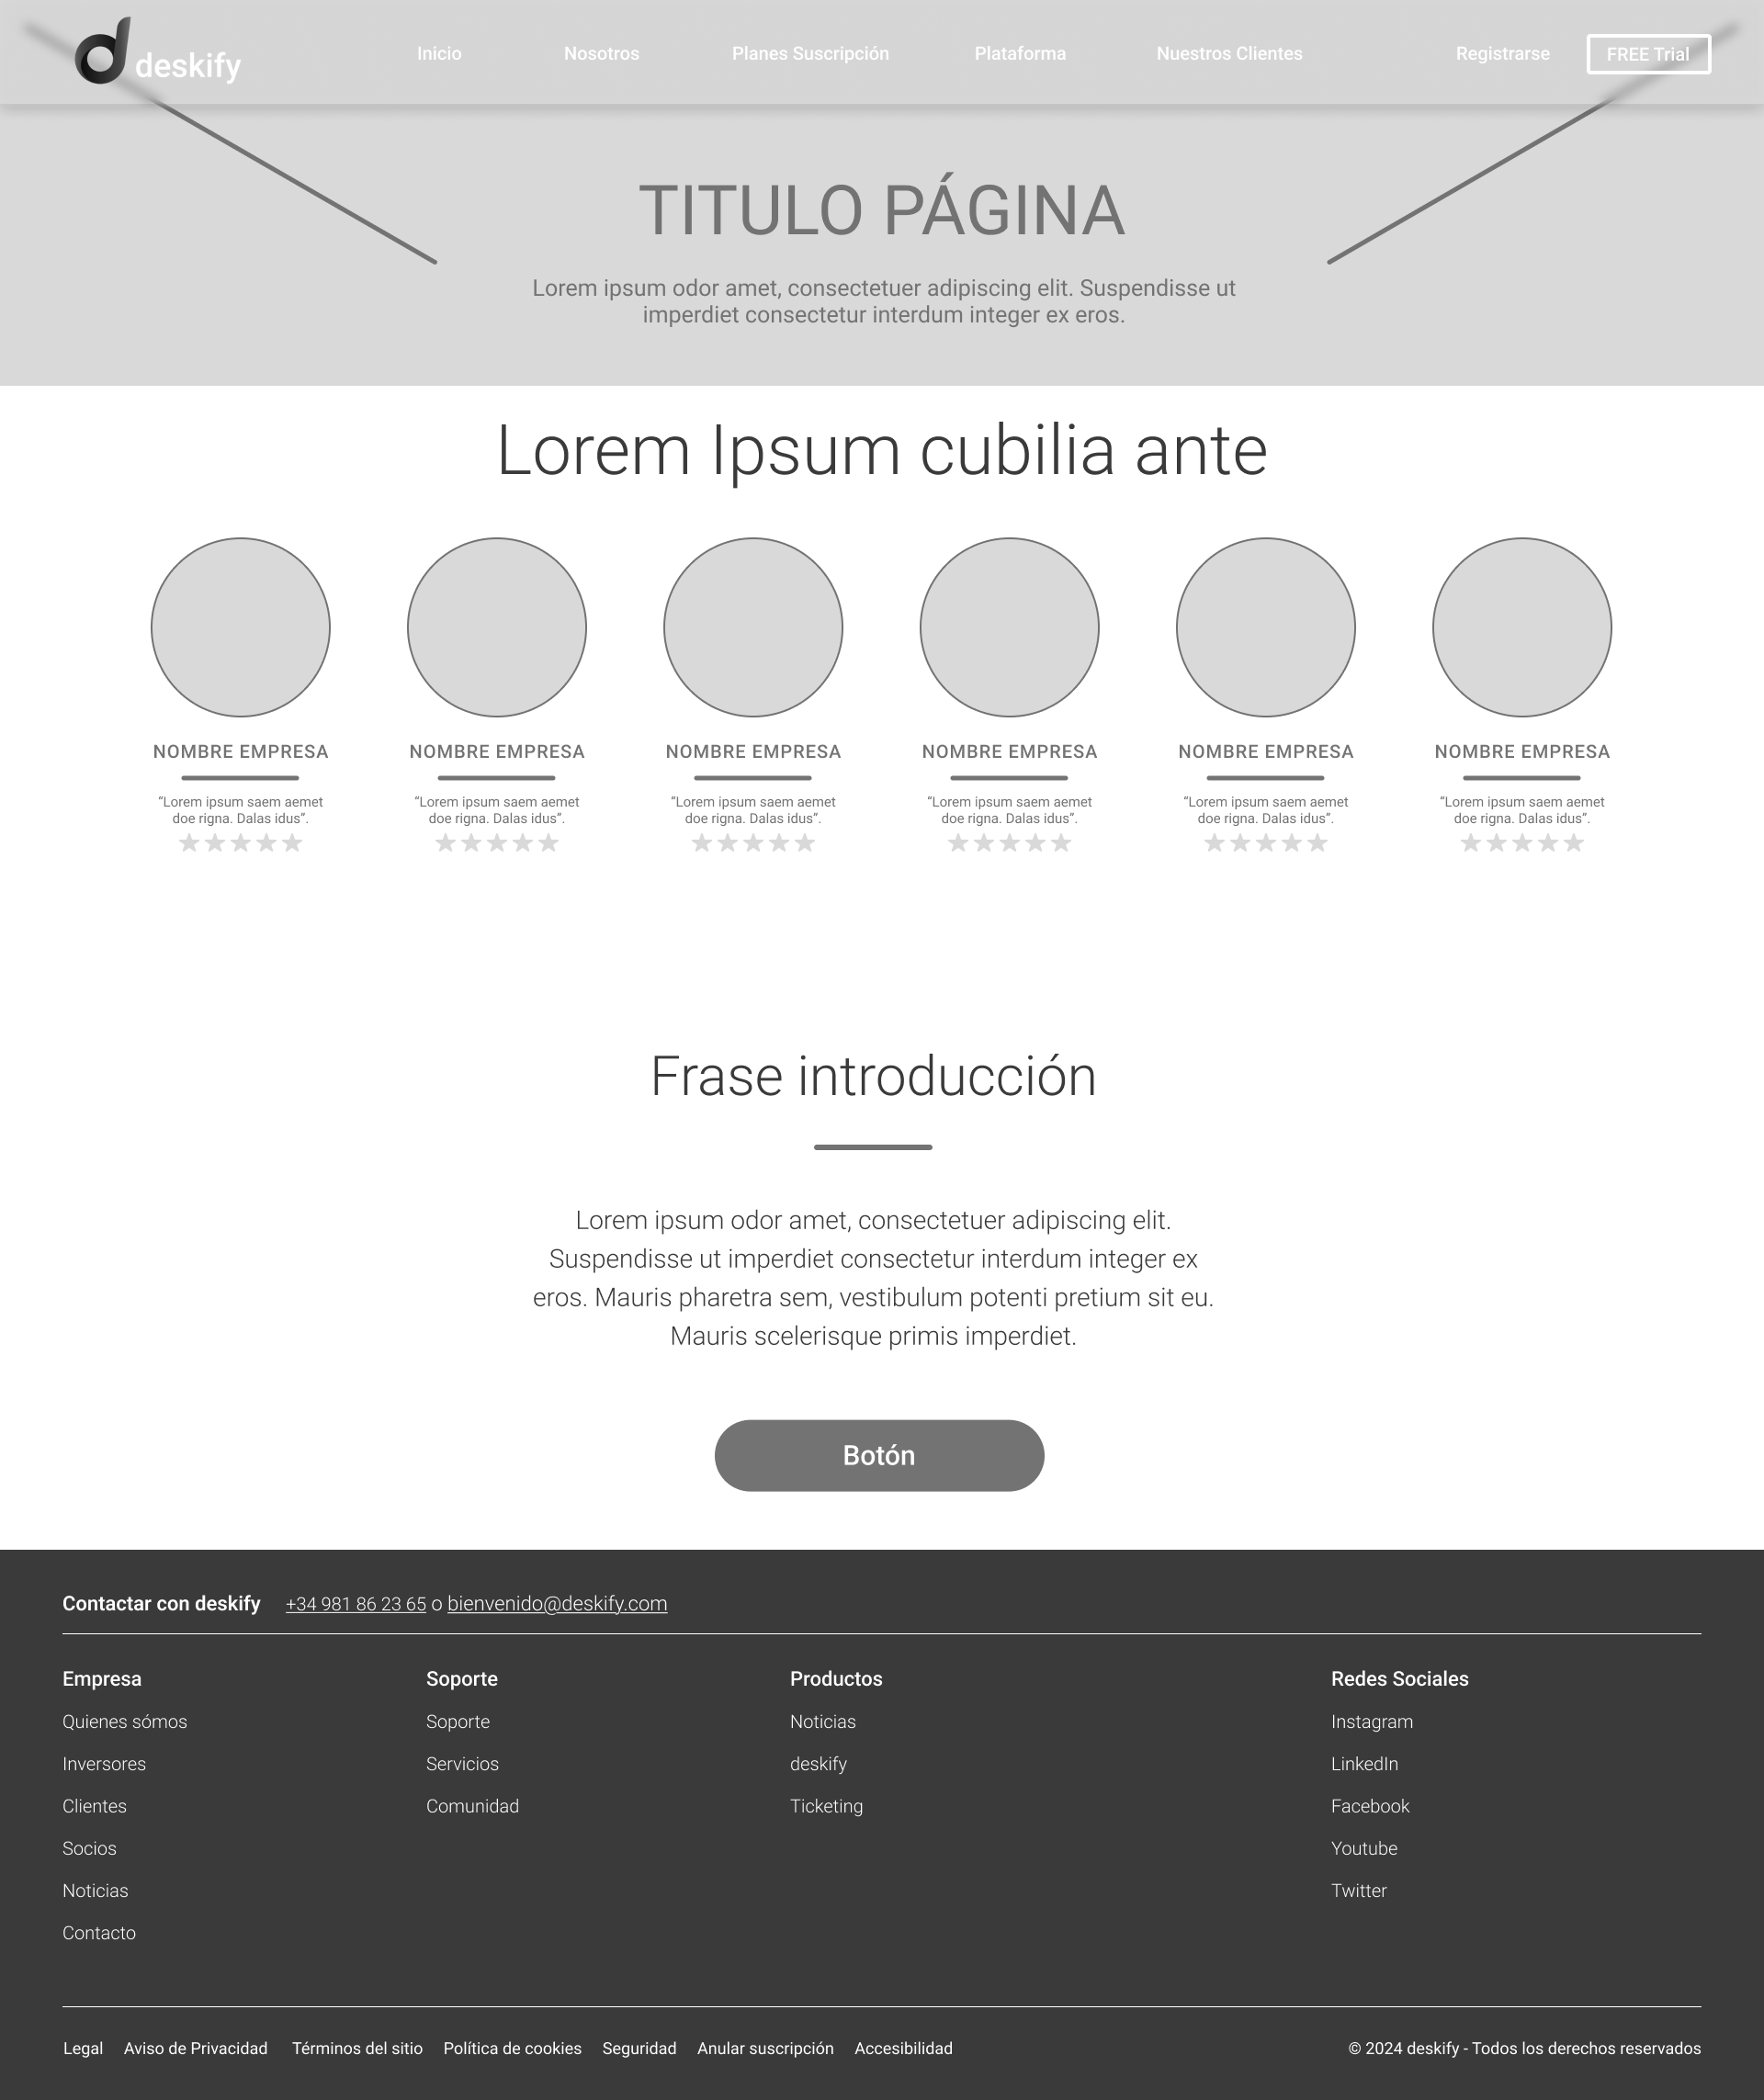 deskify
Inicio Nosotros Planes Suscripción Plataforma Nuestros Clientes Registrarse FREE Trial
TITULO PÁGINA
Lorem ipsum odor amet, consectetuer adipiscing elit. Suspendisse ut
imperdiet consectetur interdum integer ex eros.
Lorem Ipsum cubilia ante
NOMBRE EMPRESA
“Lorem ipsum saem aemet
doe rigna. Dalas idus”.
NOMBRE EMPRESA
“Lorem ipsum saem aemet
doe rigna. Dalas idus”.
NOMBRE EMPRESA
“Lorem ipsum saem aemet
doe rigna. Dalas idus”.
NOMBRE EMPRESA
“Lorem ipsum saem aemet
doe rigna. Dalas idus”.
NOMBRE EMPRESA
“Lorem ipsum saem aemet
doe rigna. Dalas idus”.
NOMBRE EMPRESA
“Lorem ipsum saem aemet
doe rigna. Dalas idus”.
Frase introducción
Lorem ipsum odor amet, consectetuer adipiscing elit.
Suspendisse ut imperdiet consectetur interdum integer ex
eros. Mauris pharetra sem, vestibulum potenti pretium sit eu.
Mauris scelerisque primis imperdiet.
Botón
Contactar con deskify +34 981 86 23 65 o bienvenido@deskify.com
Empresa
Quienes sómos
Inversores
Clientes
Socios
Noticias
Contacto
Soporte
Soporte
Servicios
Comunidad
Productos
Noticias
deskify
Ticketing
Redes Sociales
Instagram
LinkedIn
Facebook
Youtube
Twitter
Legal Aviso de Privacidad Términos del sitio Política de cookies Seguridad Anular suscripción Accesibilidad © 2024 deskify - Todos los derechos reservados